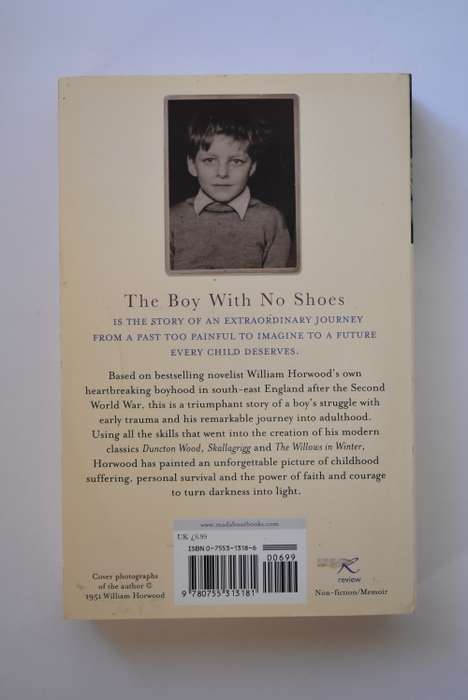 The Boy With No Shoes
IS THE STORY OF AN EXTRAORDINARY JOURNEY
FROM A PAST TOO PAINFUL TO IMAGINE TO A FUTURE
EVERY CHILD DESERVES.
Based on bestselling novelist William Horwood's own
heartbreaking boyhood in south-east England after the Second
World War, this is a triumphant story of a boy's struggle with
early trauma and his remarkable journey into adulthood.
Using all the skills that went into the creation of his modern
classics Duncton Wood, Skallagrigg and The Willows in Winter,
Horwood has painted an unforgettable picture of childhood
suffering, personal survival and the power of faith and courage
to turn darkness into light.
www.madaboutbooks.com
UK £6.99
ISBN 0-7553-1318-6
00699
9 780755 313181
Cover photographs
of the author ©
1951 William Horwood
R
review
Non-fiction/Memoir